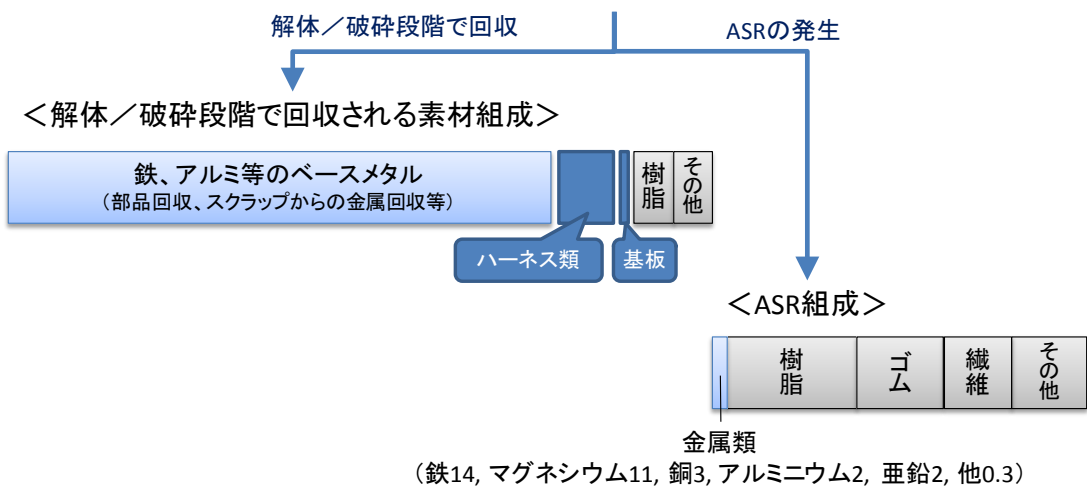 解体／破砕段階で回収
ASRの発生
＜解体／破砕段階で回収される素材組成＞
鉄、アルミ等のベースメタル
（部品回収、スクラップからの金属回収等）
樹脂
その他
ハーネス類
基板
＜ASR組成＞
樹脂
ゴム
繊維
その他
金属類
（鉄14, マグネシウム11, 銅3, アルミニウム2, 亜鉛2, 他0.3）